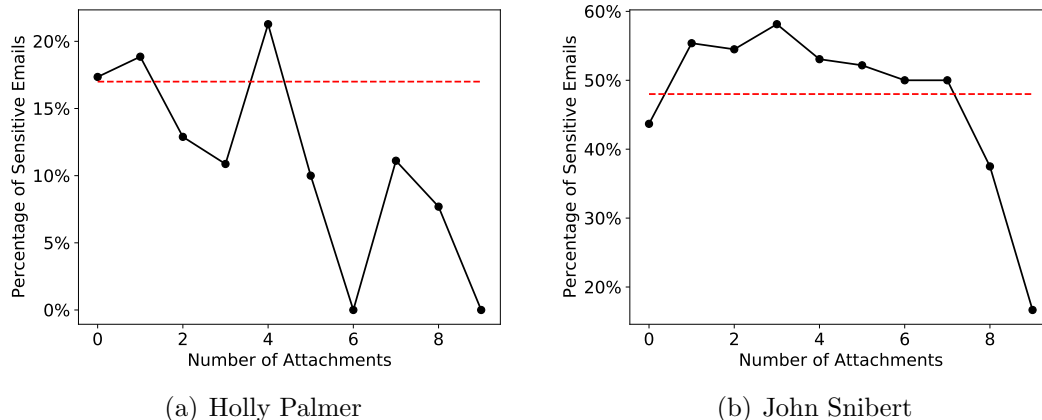 Percentage of Sensitive Emails
20%
15%
10%
5%
0%
0 2 4 6 8
Number of Attachments
(a) Holly Palmer
Percentage of Sensitive Emails
60%
50%
40%
30%
20%
0 2 4 6 8
Number of Attachments
(b) John Snibert